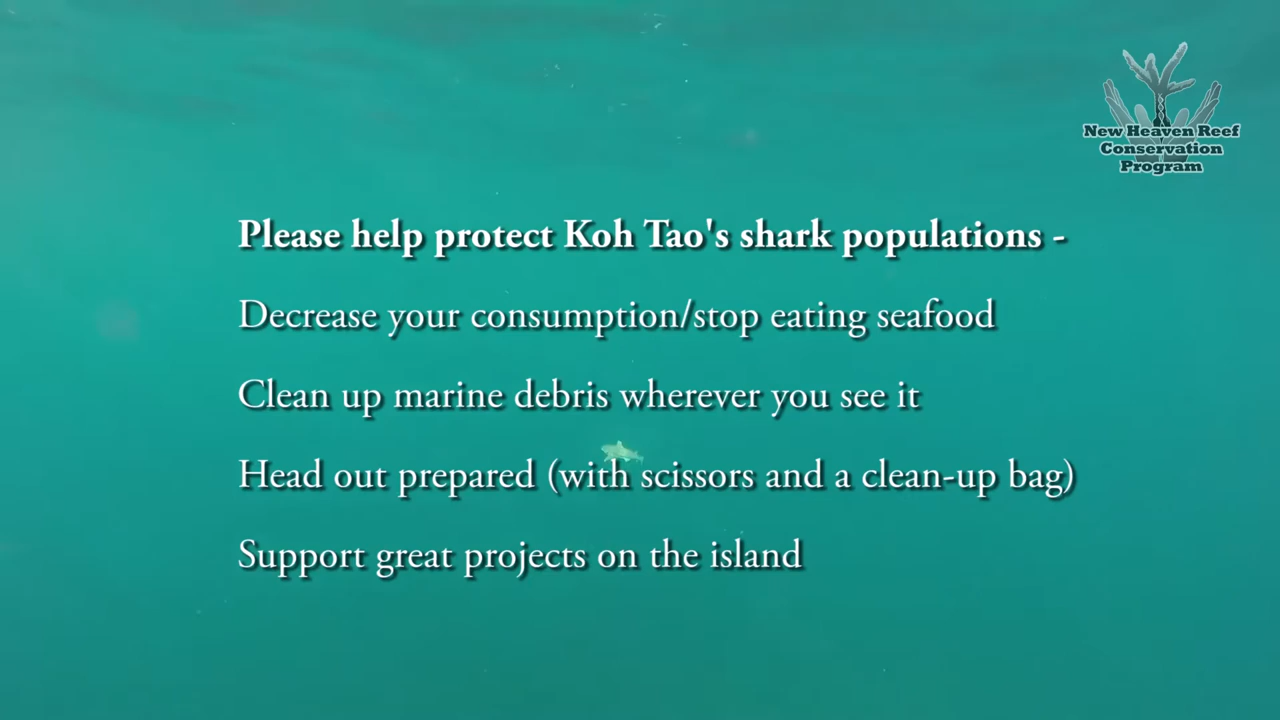 New Heaven Reef
Conservation
Program
Please help protect Koh Tao's shark populations -
Decrease your consumption/stop eating seafood
Clean up marine debris wherever you see it
Head out prepared (with scissors and a clean-up bag)
Support great projects on the island